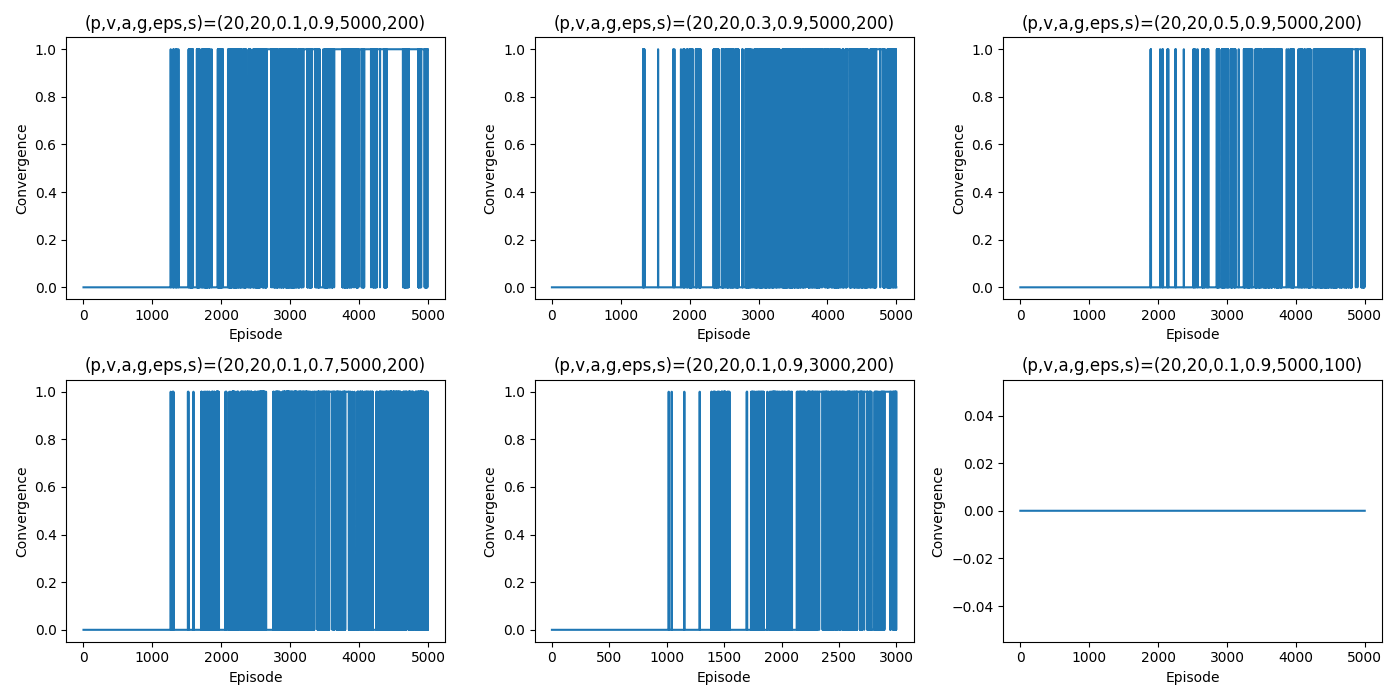 (p,v,a,g,eps,s)=(20,20,0.1,0.9,5000,200)
1.0
0.8
0.6
0.4
0.2
0.0
Convergence
0 1000 2000 3000 4000 5000
Episode
(p,v,a,g,eps,s)=(20,20,0.3,0.9,5000,200)
1.0
0.8
0.6
0.4
0.2
0.0
Convergence
0 1000 2000 3000 4000 5000
Episode
(p,v,a,g,eps,s)=(20,20,0.5,0.9,5000,200)
1.0
0.8
0.6
0.4
0.2
0.0
Convergence
0 1000 2000 3000 4000 5000
Episode
(p,v,a,g,eps,s)=(20,20,0.1,0.7,5000,200)
1.0
0.8
0.6
0.4
0.2
0.0
Convergence
0 1000 2000 3000 4000 5000
Episode
(p,v,a,g,eps,s)=(20,20,0.1,0.9,3000,200)
1.0
0.8
0.6
0.4
0.2
0.0
Convergence
0 500 1000 1500 2000 2500 3000
Episode
(p,v,a,g,eps,s)=(20,20,0.1,0.9,5000,100)
0.04
0.02
0.00
−0.02
−0.04
Convergence
0 1000 2000 3000 4000 5000
Episode